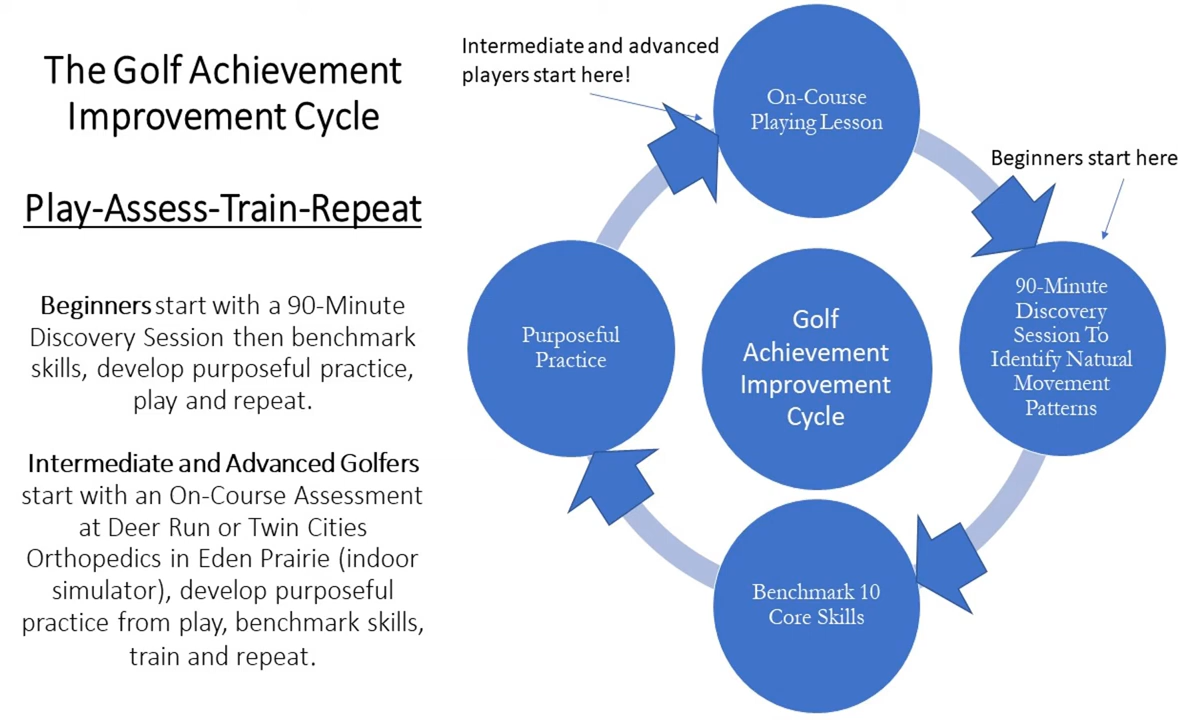 The Golf Achievement
Improvement Cycle
Play-Assess-Train-Repeat
Beginners start with a 90-Minute
Discovery Session then benchmark
skills, develop purposeful practice,
play and repeat.
Intermediate and Advanced Golfers
start with an On-Course Assessment
at Deer Run or Twin Cities
Orthopedics in Eden Prairie (indoor
simulator), develop purposeful
practice from play, benchmark skills,
train and repeat.
Intermediate and advanced
players start here!
On-Course
Playing Lesson
Beginners start here
90-Minute
Discovery
Session To
Identify Natural
Movement
Patterns
Benchmark 10
Core Skills
Purposeful
Practice
Golf
Achievement
Improvement
Cycle